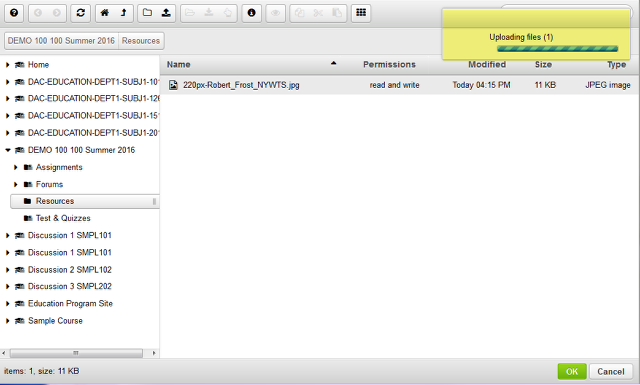 Uploading files (1)
DEMO 100 100 Summer 2016 Resources
Name Permissions Modified Size Type
220px-Robert_Frost_NYWTS.jpg read and write Today 04:15 PM 11 KB JPEG image
Home
DAC-EDUCATION-DEPT1-SUBJ1-101
DAC-EDUCATION-DEPT1-SUBJ1-126
DAC-EDUCATION-DEPT1-SUBJ1-151
DAC-EDUCATION-DEPT1-SUBJ1-201
DEMO 100 100 Summer 2016
Assignments
Forums
Resources
Test & Quizzes
Discussion 1 SMPL101
Discussion 1 SMPL101
Discussion 2 SMPL102
Discussion 3 SMPL202
Education Program Site
Sample Course
items: 1, size: 11 KB
OK Cancel